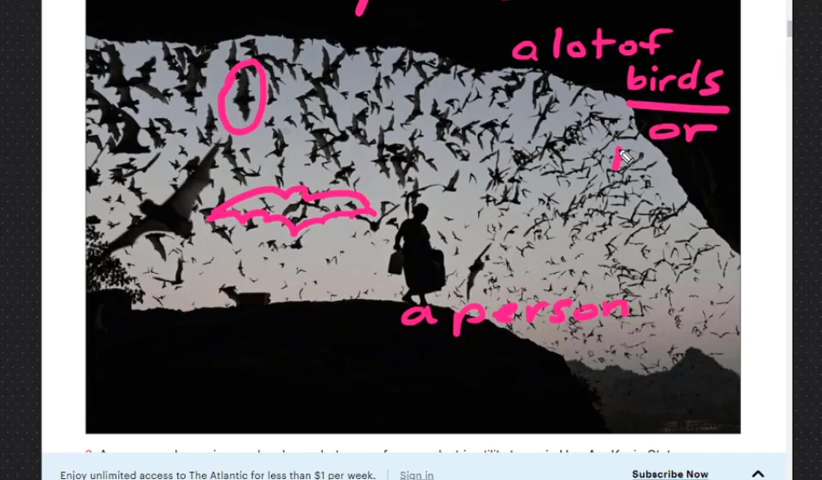 a lot of
birds
or
a person
Enjoy unlimited access to The Atlantic for less than $1 per week.
Sign in
Subscribe Now